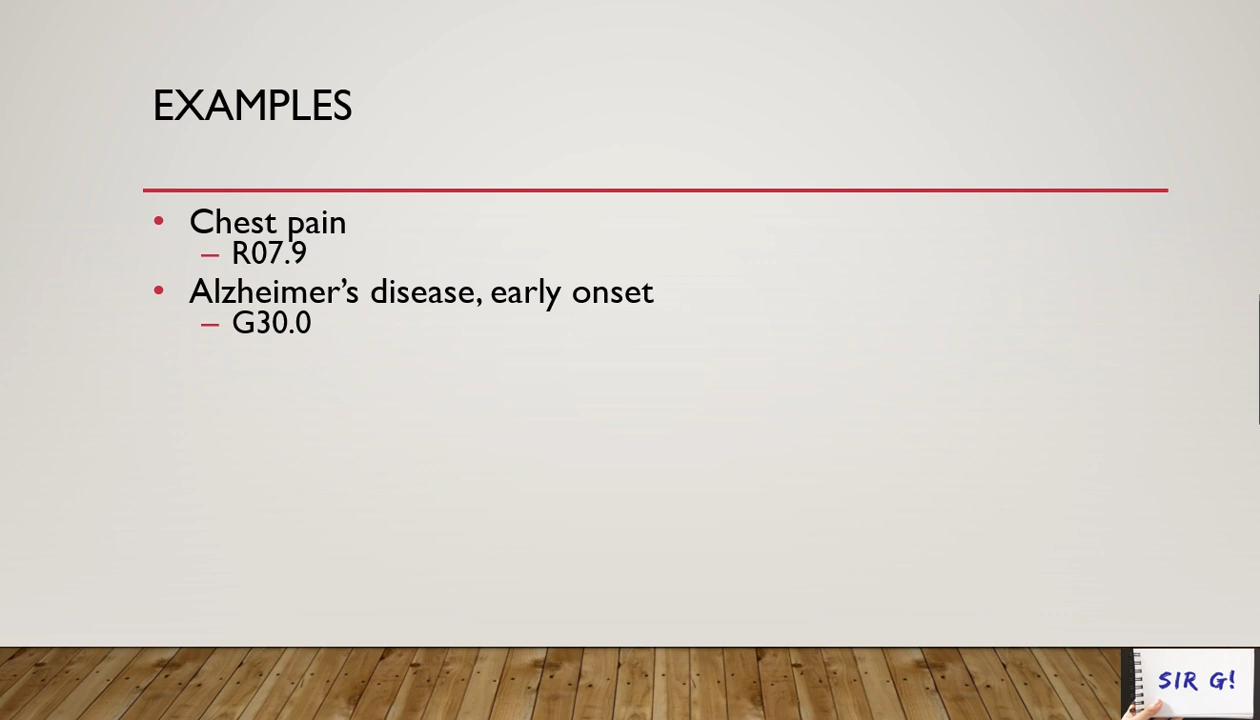 EXAMPLES
• Chest pain
– R07.9
• Alzheimer’s disease, early onset
– G30.0
SIR G!